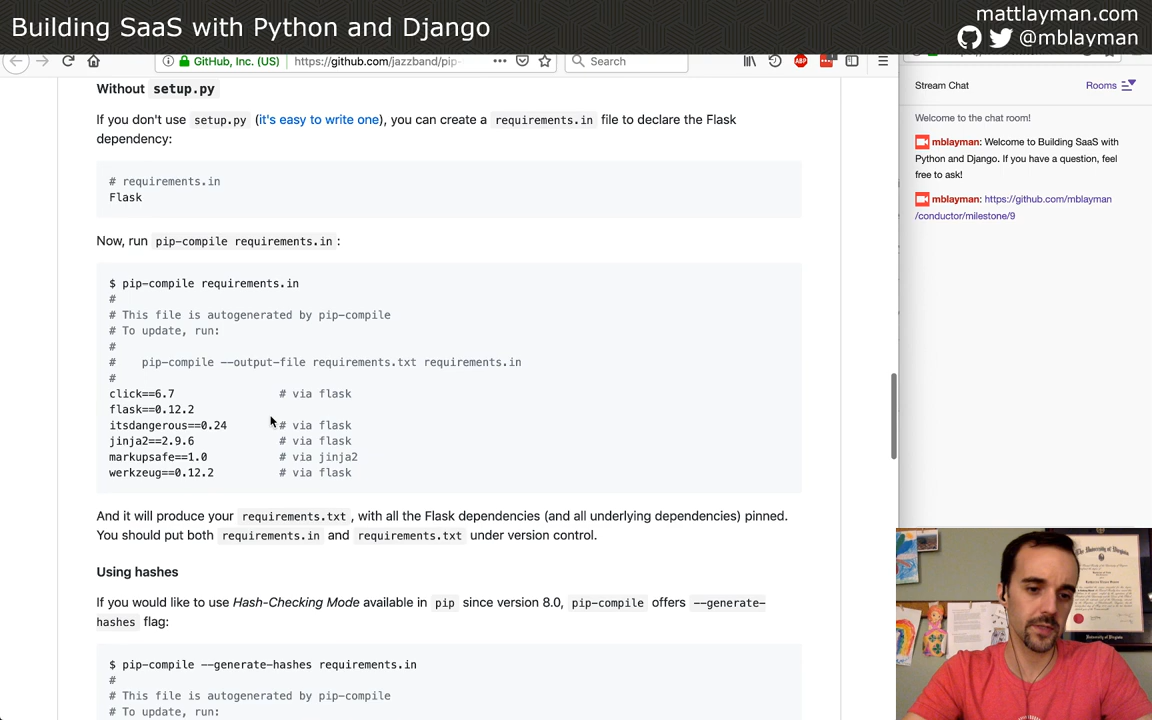 Building SaaS with Python and Django
mattlayman.com
@mblayman
GitHub, Inc. (US)
https://github.com/jazzband/pip-
Search
ABP
Stream Chat
Rooms
Welcome to the chat room!
mblayman: Welcome to Building SaaS with
Python and Django. If you have a question, feel
free to ask!
mblayman: https://github.com/mblayman
/conductor/milestone/9
Without setup.py
If you don't use setup.py (it's easy to write one), you can create a requirements.in file to declare the Flask
dependency:
# requirements.in
Flask
Now, run pip-compile requirements.in :
$ pip-compile requirements.in
#
# This file is autogenerated by pip-compile
# To update, run:
#
# pip-compile --output-file requirements.txt requirements.in
#
click==6.7 # via flask
flask==0.12.2
itsdangerous==0.24 # via flask
jinja2==2.9.6 # via flask
markupsafe==1.0 # via jinja2
werkzeug==0.12.2 # via flask
And it will produce your requirements.txt , with all the Flask dependencies (and all underlying dependencies) pinned.
You should put both requirements.in and requirements.txt under version control.
Using hashes
If you would like to use Hash-Checking Mode available in pip since version 8.0, pip-compile offers --generate-
hashes flag:
$ pip-compile --generate-hashes requirements.in
#
# This file is autogenerated by pip-compile
# To update, run:
The University of Virginia